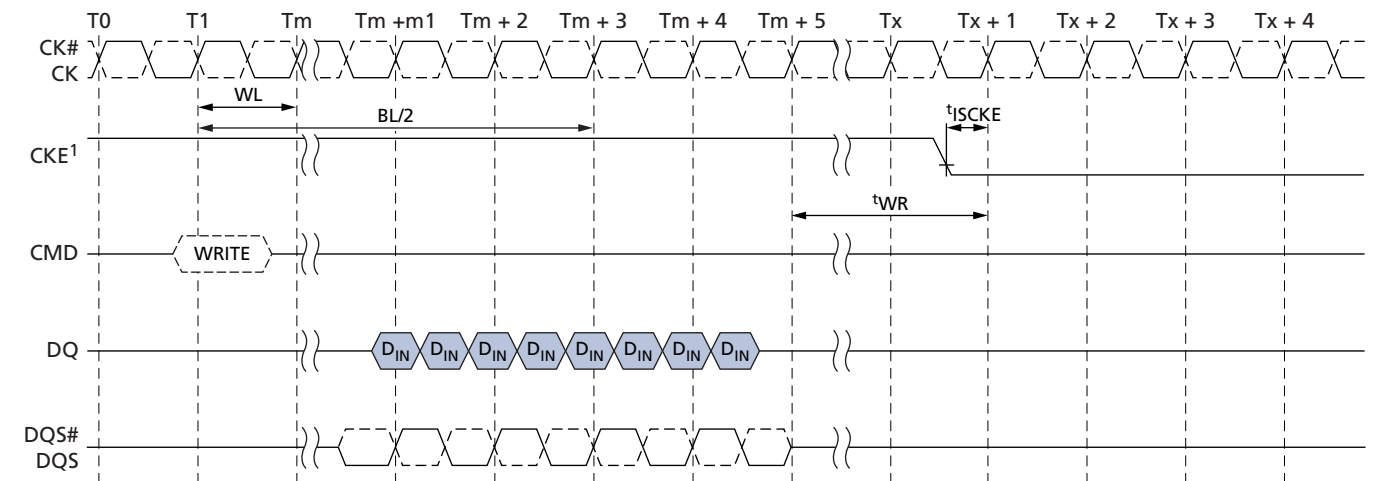 T0 T1 Tm Tm +m1 Tm + 2 Tm + 3 Tm + 4 Tm + 5 Tx Tx + 1 Tx + 2 Tx + 3 Tx + 4
CK#
CK
WL
BL/2
tISCKE
CKE1
tWR
CMD WRITE
DQ DIN DIN DIN DIN DIN DIN DIN DIN
DQS#
DQS